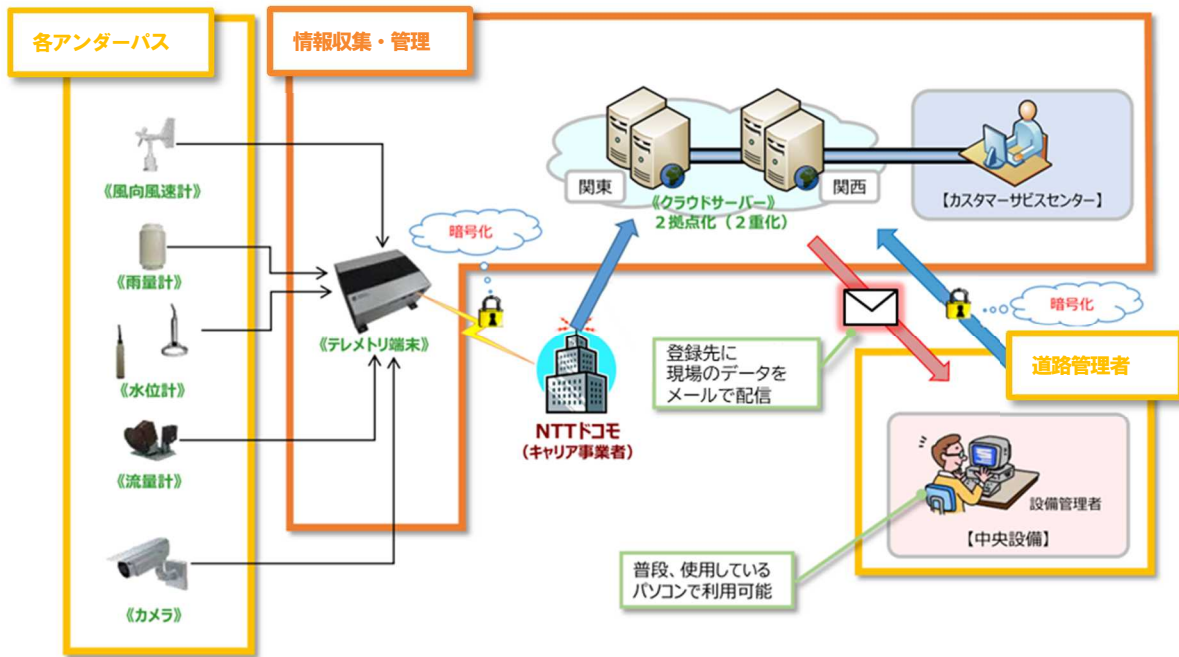 各アンダーパス
情報収集・管理
《風向風速計》
《雨量計》
《水位計》
《流量計》
《カメラ》
《テレメトリ端末》
暗号化
NTTドコモ
（キャリア事業者）
関東
関西
《クラウドサーバー》
２拠点化（２重化）
【カスタマーサービスセンター】
登録先に
現場のデータを
メールで配信
暗号化
道路管理者
設備管理者
【中央設備】
普段、使用している
パソコンで利用可能